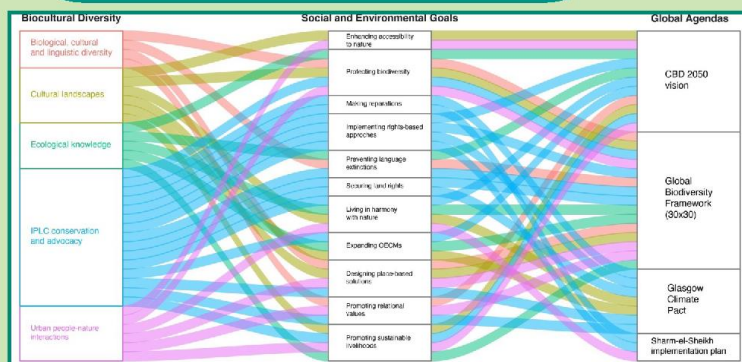 Biocultural Diversity
Social and Environmental Goals
Global Agendas
Biological, cultural
and linguistic diversity
Cultural landscapes
Ecological knowledge
IPLC conservation
and advocacy
Urban people-nature
interactions
Enhancing accessibility
to nature
Protecting biodiversity
Making reparations
Implementing rights-based
approaches
Preventing language
extinctions
Securing land rights
Living in harmony
with nature
Expanding OECMs
Designing place-based
solutions
Promoting relational
values
Promoting sustainable
livelihoods
CBD 2050
vision
Global
Biodiversity
Framework
(30x30)
Glasgow
Climate
Pact
Sharm-el-Sheikh
implementation plan